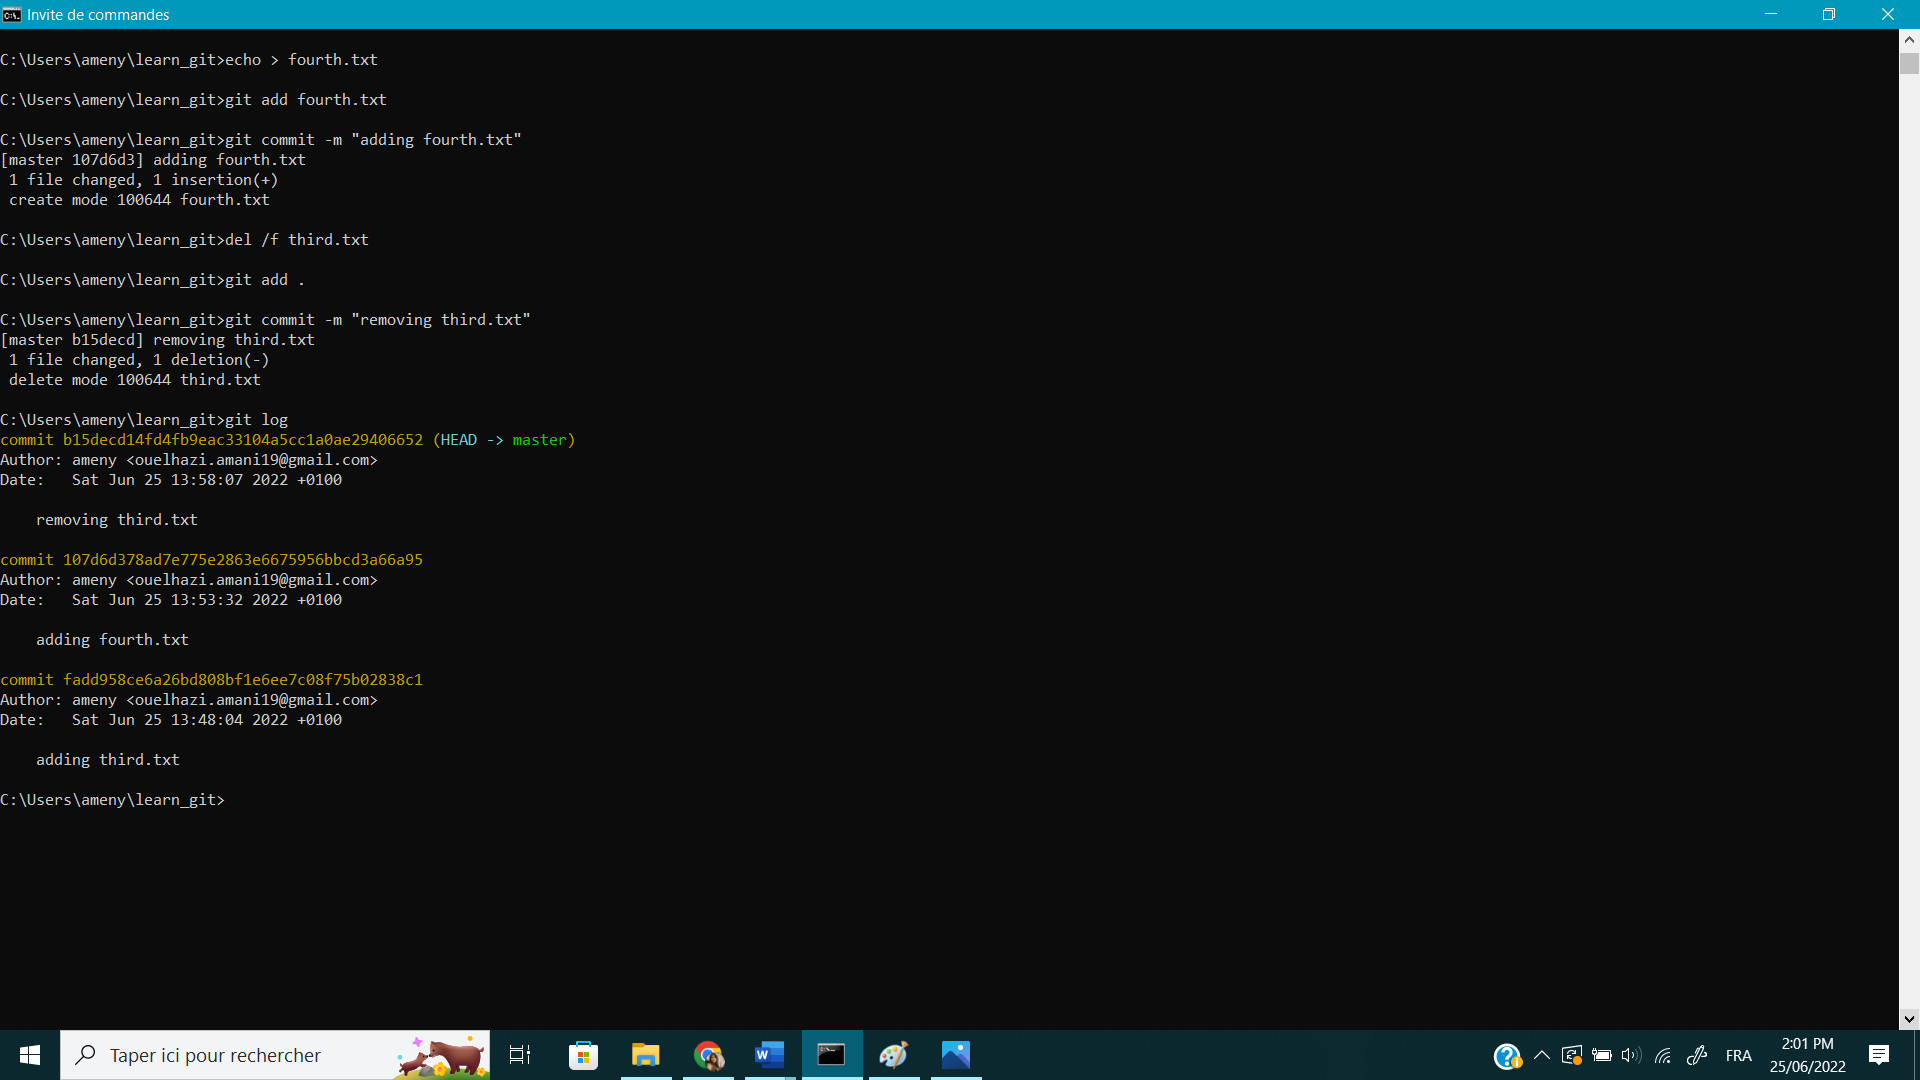 Invite de commandes
C:\Users\ameny\learn_git>echo > fourth.txt
C:\Users\ameny\learn_git>git add fourth.txt
C:\Users\ameny\learn_git>git commit -m "adding fourth.txt"
[master 107d6d3] adding fourth.txt
 1 file changed, 1 insertion(+)
 create mode 100644 fourth.txt
C:\Users\ameny\learn_git>del /f third.txt
C:\Users\ameny\learn_git>git add .
C:\Users\ameny\learn_git>git commit -m "removing third.txt"
[master b15decd] removing third.txt
 1 file changed, 1 deletion(-)
 delete mode 100644 third.txt
C:\Users\ameny\learn_git>git log
commit b15decd14fd4fb9eac33104a5cc1a0ae29406652 (HEAD -> master)
Author: ameny <ouelhazi.amani19@gmail.com>
Date:   Sat Jun 25 13:58:07 2022 +0100
    removing third.txt
commit 107d6d378ad7e775e2863e6675956bbcd3a66a95
Author: ameny <ouelhazi.amani19@gmail.com>
Date:   Sat Jun 25 13:53:32 2022 +0100
    adding fourth.txt
commit fadd958ce6a26bd808bf1e6ee7c08f75b02838c1
Author: ameny <ouelhazi.amani19@gmail.com>
Date:   Sat Jun 25 13:48:04 2022 +0100
    adding third.txt
C:\Users\ameny\learn_git>
Taper ici pour rechercher
FRA
2:01 PM
25/06/2022